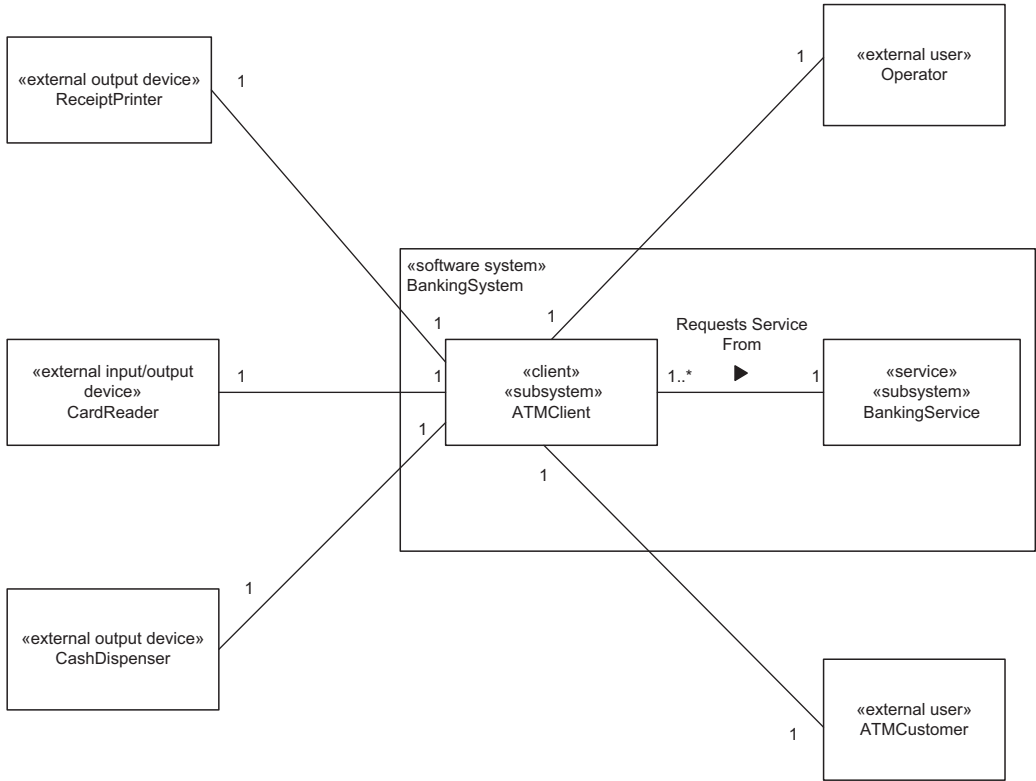 «external output device»
ReceiptPrinter
1
«external user»
Operator
1
«software system»
BankingSystem
1
1
Requests Service
From
«external input/output
device»
CardReader
1
1
«client»
«subsystem»
ATMClient
1..*
1
«service»
«subsystem»
BankingService
1
1
1
«external output device»
CashDispenser
«external user»
ATMCustomer
1